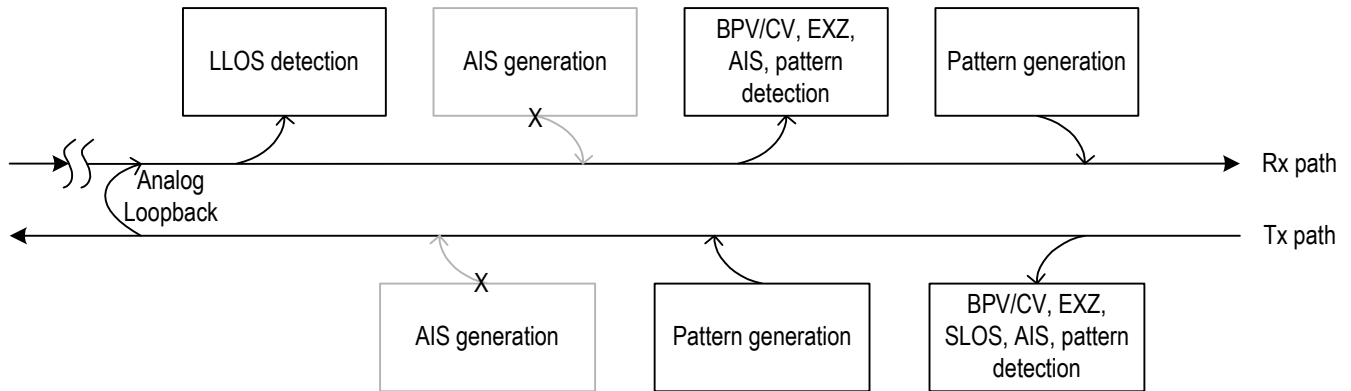 LLOS detection
AIS generation
BPV/CV, EXZ,
AIS, pattern
detection
Pattern generation
X
Rx path
Analog
Loopback
Tx path
X
AIS generation
Pattern generation
BPV/CV, EXZ,
SLOS, AIS, pattern
detection